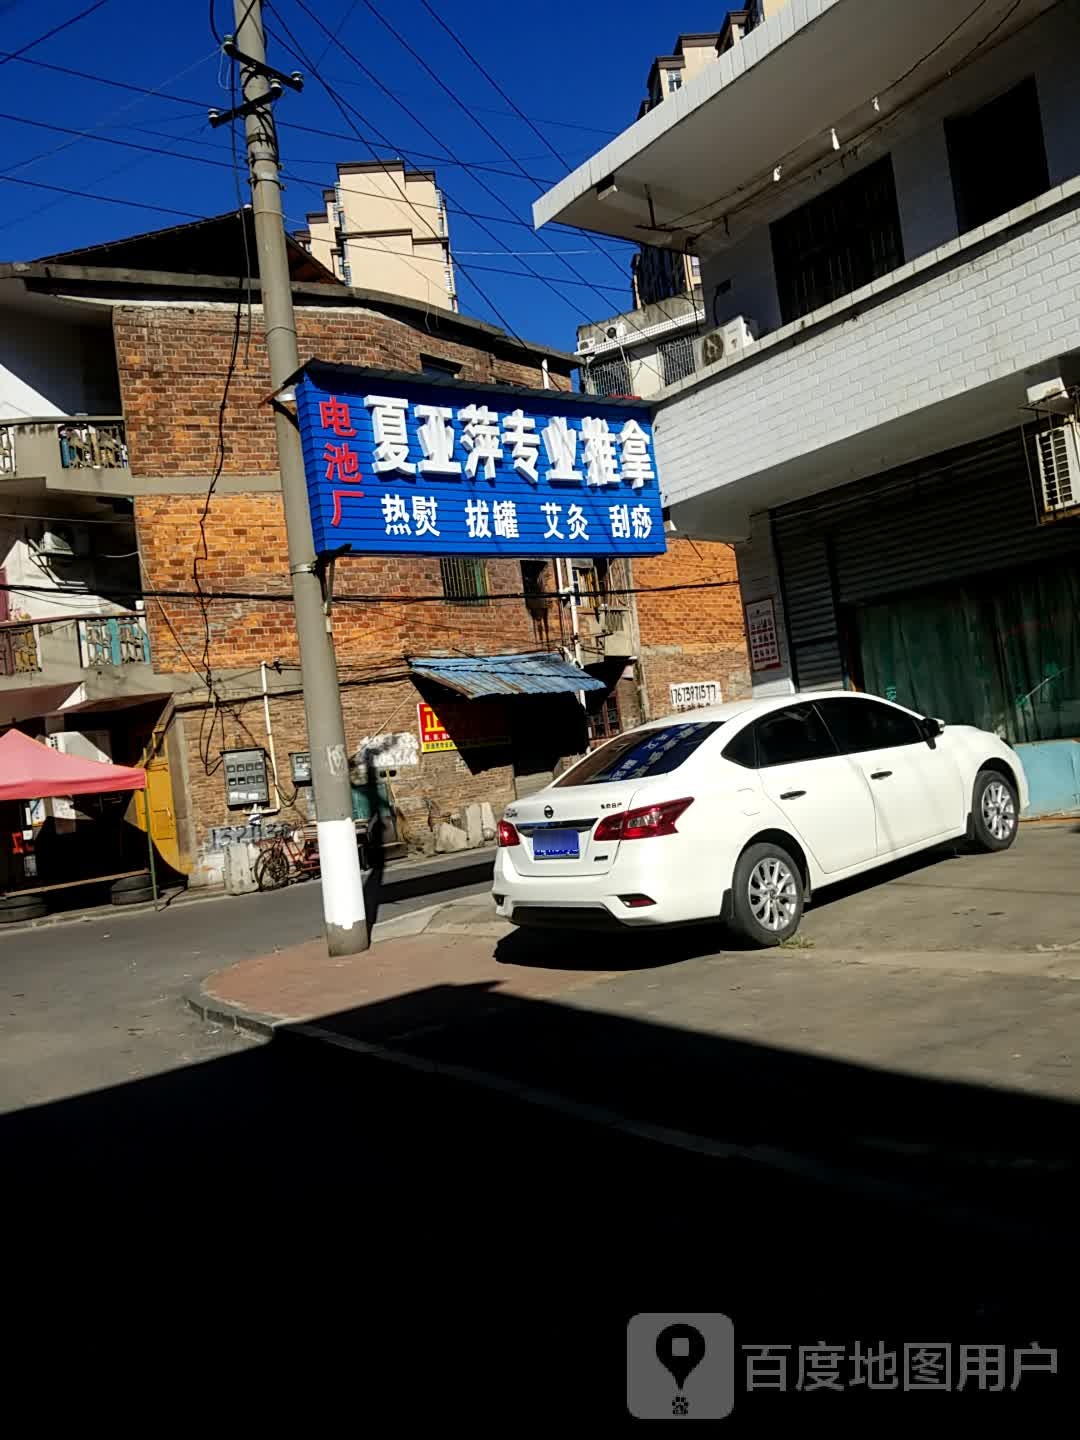 电池厂
夏亚萍专业推拿
热熨 拔罐 艾灸 刮痧
17673971577
百度地图用户